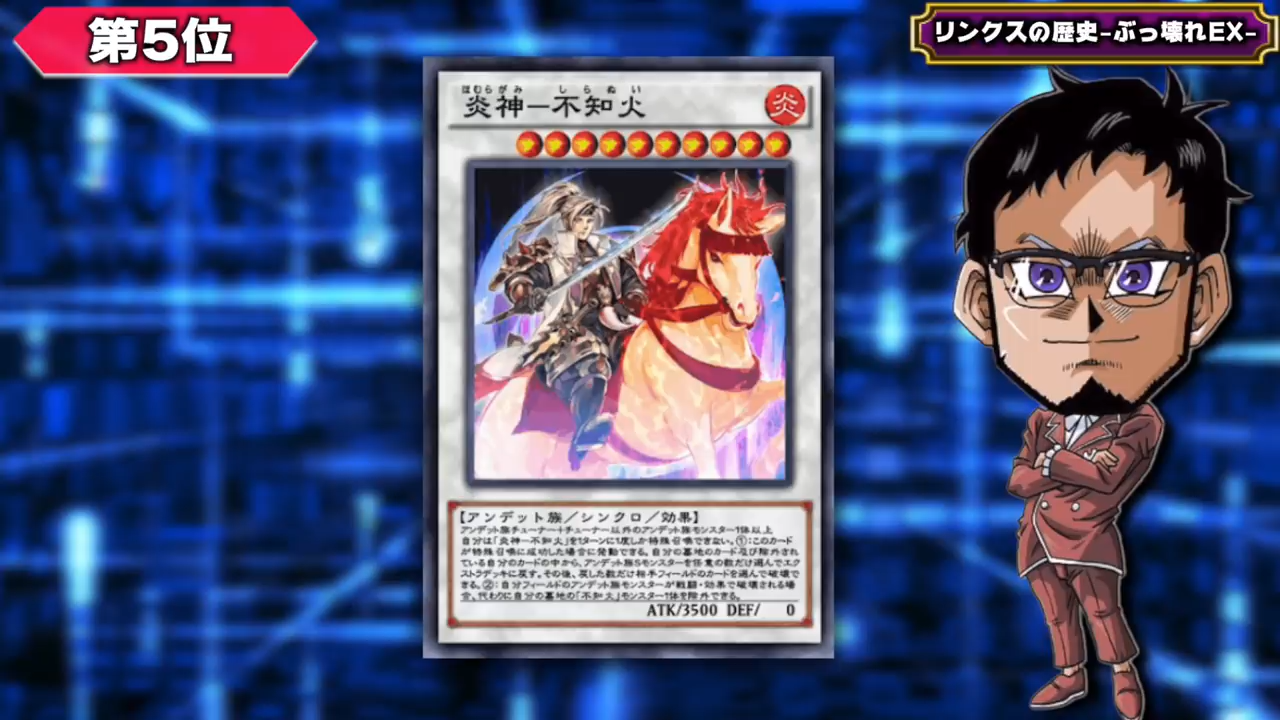 第5位
リンクスの歴史-ぶっ壊れEX-
ほむらがみ しらぬい
炎神－不知火
炎
【アンデット族／シンクロ／効果】
アンデット族チューナー＋チューナー以外のアンデット族モンスター1体以上
自分は「炎神－不知火」を1ターンに1度しか特殊召喚できない。①：このカード
が特殊召喚に成功した場合に発動できる。自分の墓地のカード及び除外され
ている自分のカードの中から、アンデット族Sモンスターを任意の数だけ選んでエク
ストラデッキに戻す。その後、戻した数だけ相手フィールドのカードを選んで破壊で
きる。②：自分フィールドのアンデット族モンスターが戦闘・効果で破壊される場
合、代わりに自分の墓地の「不知火」モンスター1体を除外できる。
ATK/3500 DEF/ 0